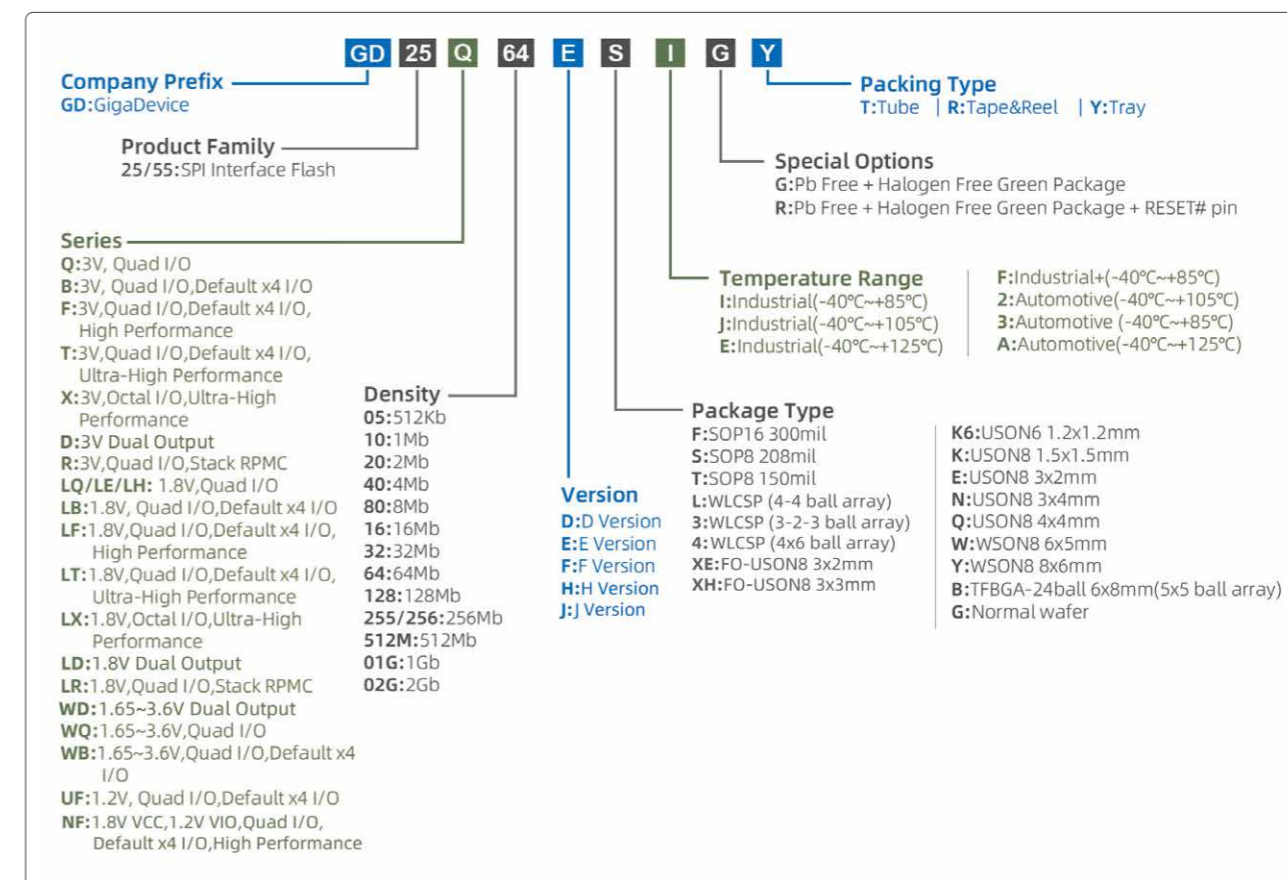 GD 25 Q 64 E S I G Y
Company Prefix
GD:GigaDevice
Packing Type
T:Tube | R:Tape&Reel | Y:Tray
Product Family
25/55:SPI Interface Flash
Special Options
G:Pb Free + Halogen Free Green Package
R:Pb Free + Halogen Free Green Package + RESET# pin
Series
Q:3V, Quad I/O
B:3V, Quad I/O,Default x4 I/O
F:3V,Quad I/O,Default x4 I/O,
High Performance
T:3V,Quad I/O,Default x4 I/O,
Ultra-High Performance
X:3V,Octal I/O,Ultra-High
Performance
D:3V Dual Output
R:3V,Quad I/O,Stack RPMC
LQ/LE/LH: 1.8V,Quad I/O
LB:1.8V, Quad I/O,Default x4 I/O
LF:1.8V,Quad I/O,Default x4 I/O,
High Performance
LT:1.8V,Quad I/O,Default x4 I/O,
Ultra-High Performance
LX:1.8V,Octal I/O,Ultra-High
Performance
LD:1.8V Dual Output
LR:1.8V,Quad I/O,Stack RPMC
WD:1.65~3.6V Dual Output
WQ:1.65~3.6V,Quad I/O
WB:1.65~3.6V,Quad I/O,Default x4
I/O
UF:1.2V, Quad I/O,Default x4 I/O
NF:1.8V VCC,1.2V VIO,Quad I/O,
Default x4 I/O,High Performance
Temperature Range
I:Industrial(-40℃~+85℃)
J:Industrial(-40℃~+105℃)
E:Industrial(-40℃~+125℃)
F:Industrial+(-40℃~+85℃)
2:Automotive(-40℃~+105℃)
3:Automotive (-40℃~+85℃)
A:Automotive(-40℃~+125℃)
Density
05:512Kb
10:1Mb
20:2Mb
40:4Mb
80:8Mb
16:16Mb
32:32Mb
64:64Mb
128:128Mb
255/256:256Mb
512M:512Mb
01G:1Gb
02G:2Gb
Version
D:D Version
E:E Version
F:F Version
H:H Version
J:J Version
Package Type
F:SOP16 300mil
S:SOP8 208mil
T:SOP8 150mil
L:WLCSP (4-4 ball array)
3:WLCSP (3-2-3 ball array)
4:WLCSP (4x6 ball array)
XE:FO-USON8 3x2mm
XH:FO-USON8 3x3mm
K6:USON6 1.2x1.2mm
K:USON8 1.5x1.5mm
E:USON8 3x2mm
N:USON8 3x4mm
Q:USON8 4x4mm
W:WSON8 6x5mm
Y:WSON8 8x6mm
B:TFBGA-24ball 6x8mm(5x5 ball array)
G:Normal wafer